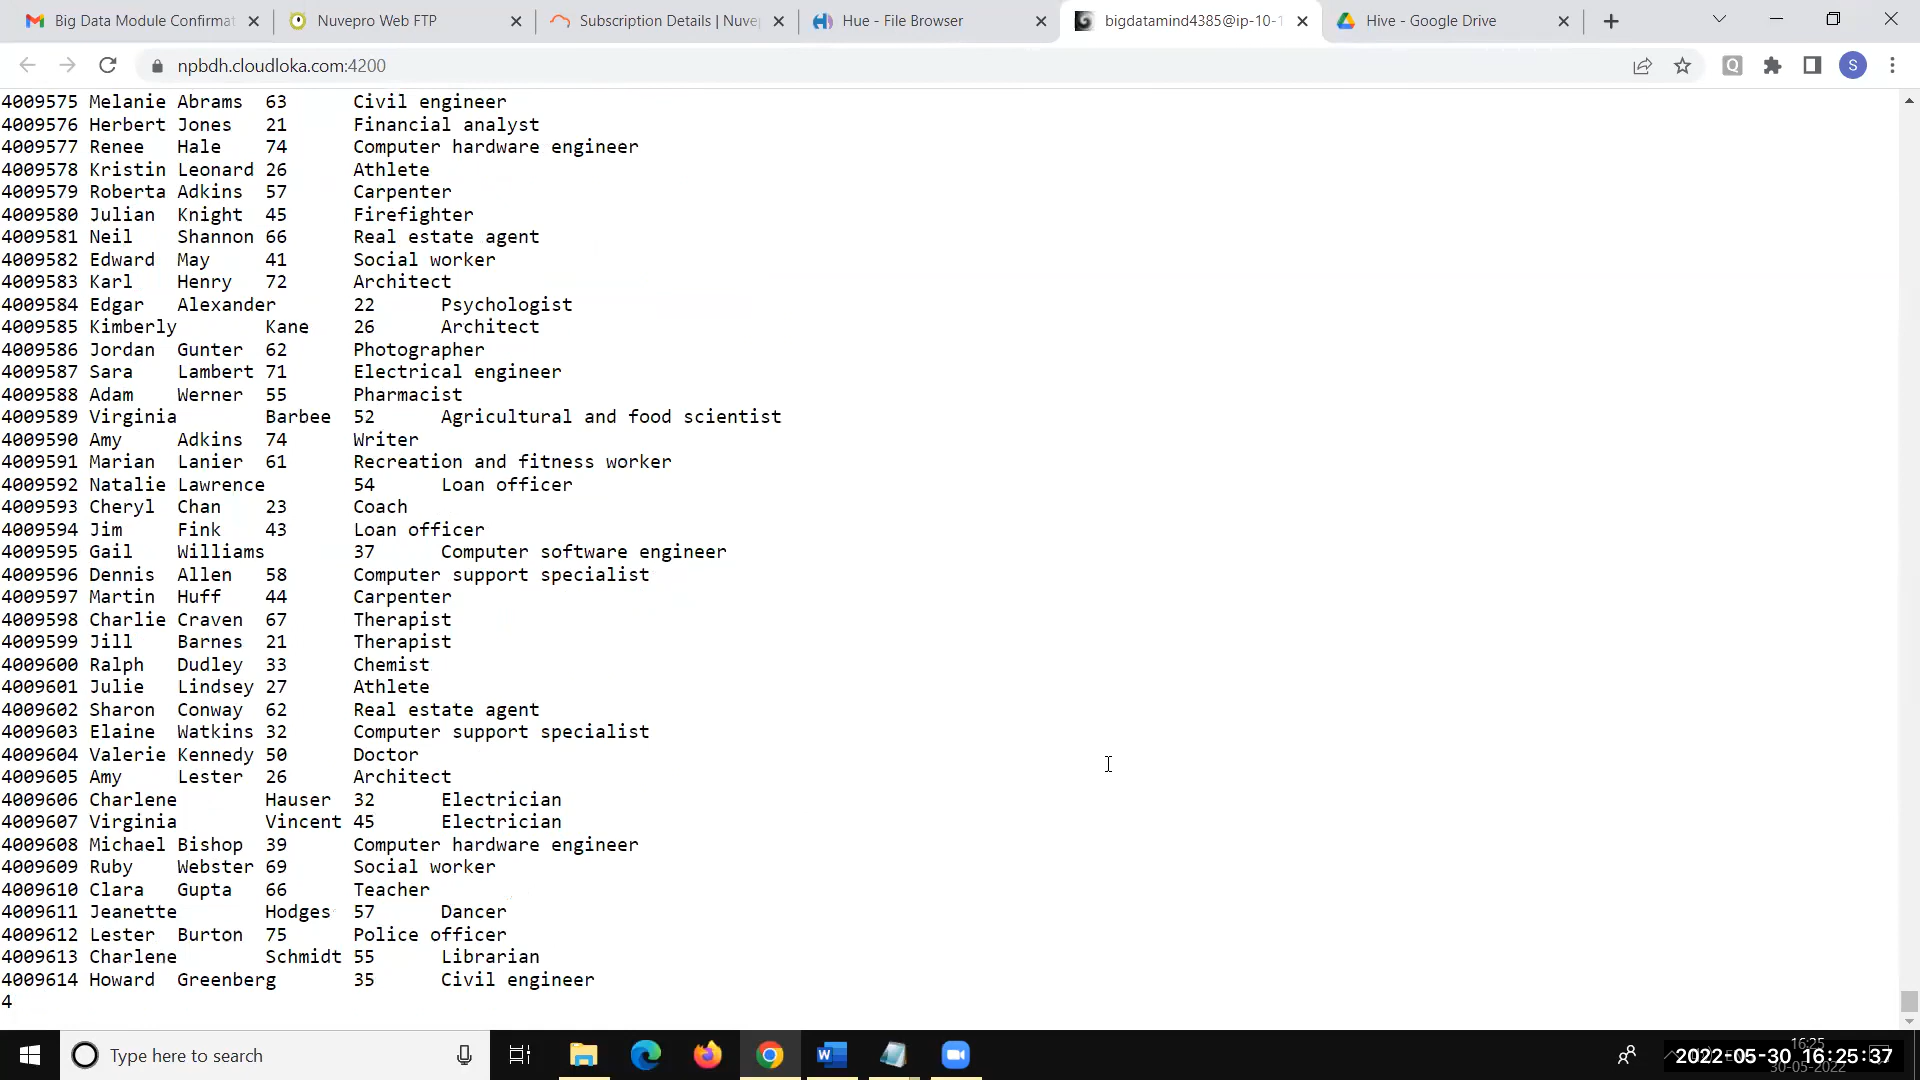 Big Data Module Confirmat
Nuvepro Web FTP
Subscription Details | Nuve
Hue - File Browser
bigdatamind4385@ip-10-1
Hive - Google Drive
npbdh.cloudloka.com:4200
S
4009575 Melanie Abrams 63 Civil engineer
4009576 Herbert Jones 21 Financial analyst
4009577 Renee Hale 74 Computer hardware engineer
4009578 Kristin Leonard 26 Athlete
4009579 Roberta Adkins 57 Carpenter
4009580 Julian Knight 45 Firefighter
4009581 Neil Shannon 66 Real estate agent
4009582 Edward May 41 Social worker
4009583 Karl Henry 72 Architect
4009584 Edgar Alexander 22 Psychologist
4009585 Kimberly Kane 26 Architect
4009586 Jordan Gunter 62 Photographer
4009587 Sara Lambert 71 Electrical engineer
4009588 Adam Werner 55 Pharmacist
4009589 Virginia Barbee 52 Agricultural and food scientist
4009590 Amy Adkins 74 Writer
4009591 Marian Lanier 61 Recreation and fitness worker
4009592 Natalie Lawrence 54 Loan officer
4009593 Cheryl Chan 23 Coach
4009594 Jim Fink 43 Loan officer
4009595 Gail Williams 37 Computer software engineer
4009596 Dennis Allen 58 Computer support specialist
4009597 Martin Huff 44 Carpenter
4009598 Charlie Craven 67 Therapist
4009599 Jill Barnes 21 Therapist
4009600 Ralph Dudley 33 Chemist
4009601 Julie Lindsey 27 Athlete
4009602 Sharon Conway 62 Real estate agent
4009603 Elaine Watkins 32 Computer support specialist
4009604 Valerie Kennedy 50 Doctor
4009605 Amy Lester 26 Architect
4009606 Charlene Hauser 32 Electrician
4009607 Virginia Vincent 45 Electrician
4009608 Michael Bishop 39 Computer hardware engineer
4009609 Ruby Webster 69 Social worker
4009610 Clara Gupta 66 Teacher
4009611 Jeanette Hodges 57 Dancer
4009612 Lester Burton 75 Police officer
4009613 Charlene Schmidt 55 Librarian
4009614 Howard Greenberg 35 Civil engineer
4
Type here to search
16:25
2022-05-30 16:25:37
30-05-2022